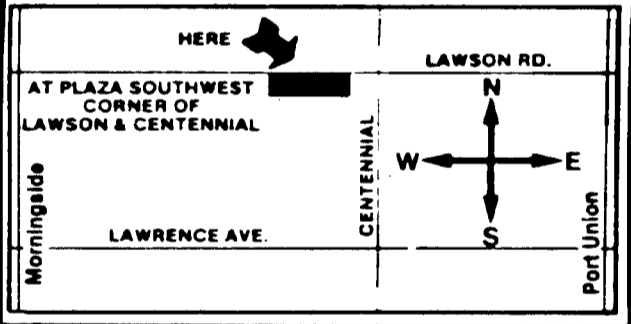 HERE
LAWSON RD.
AT PLAZA SOUTHWEST
CORNER OF
LAWSON & CENTENNIAL
N
W
E
S
CENTENNIAL
Morningside
LAWRENCE AVE.
Port Union